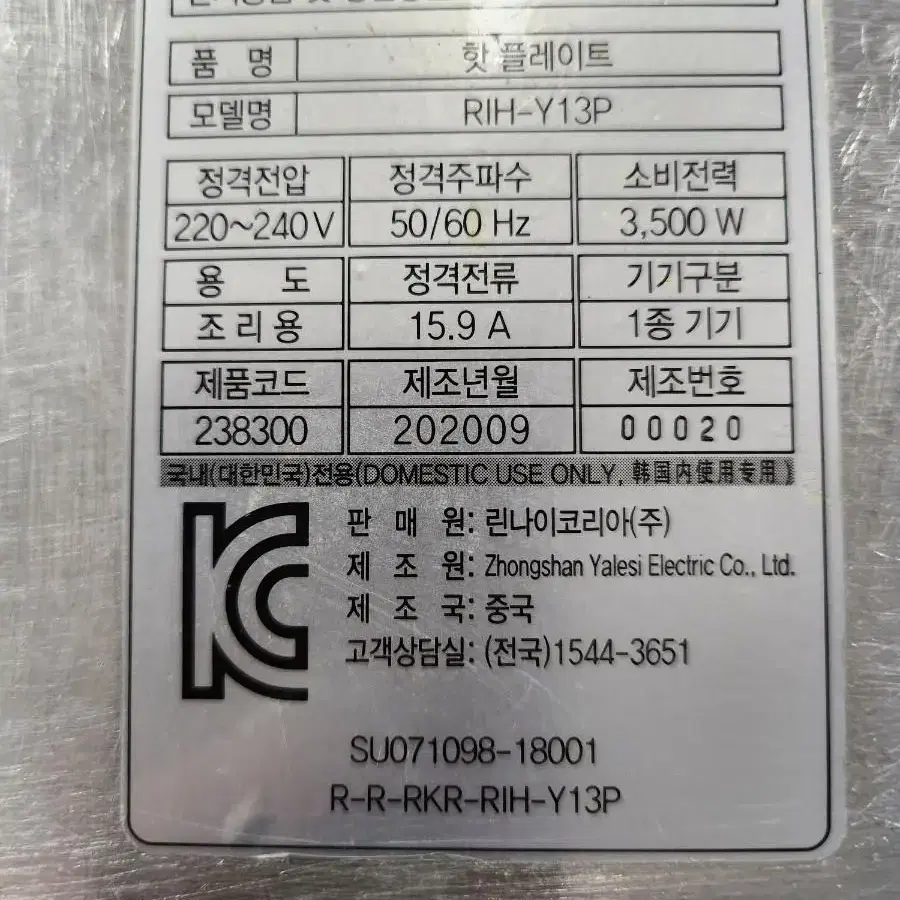 품 명 핫 플레이트
모델명 RIH-Y13P
정격전압 정격주파수 소비전력
220~240V 50/60 Hz 3,500 W
용 도 정격전류 기기구분
조리용 15.9 A 1종 기기
제품코드 제조년월 제조번호
238300 202009 00020
국내(대한민국)전용(DOMESTIC USE ONLY, 韩国内使用专用)
판 매 원: 린나이코리아(주)
제 조 원: Zhongshan Yalesi Electric Co., Ltd.
제 조 국: 중국
고객상담실: (전국)1544-3651
SU071098-18001
R-R-RKR-RIH-Y13P